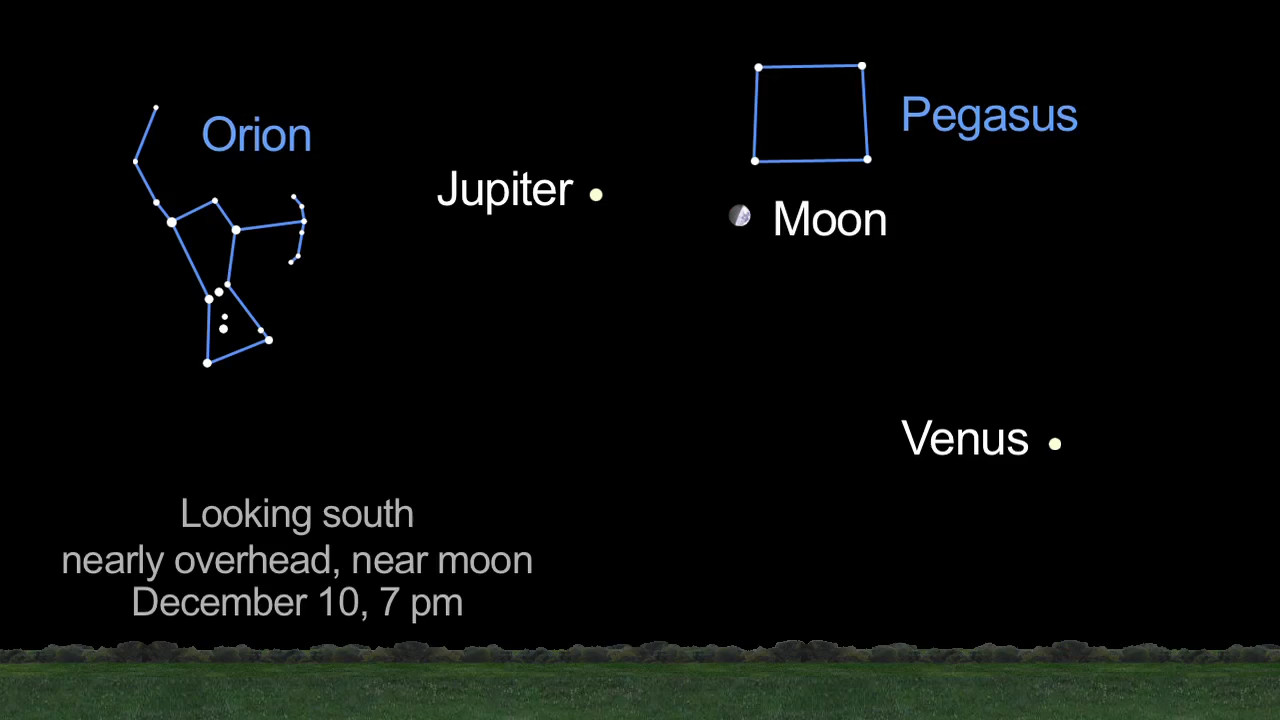 Orion
Pegasus
Jupiter
Moon
Venus
Looking south
nearly overhead, near moon
December 10, 7 pm